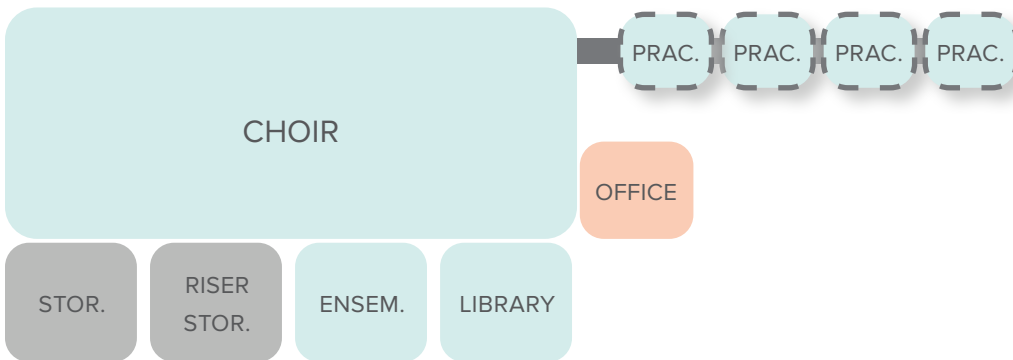 PRAC.
PRAC.
PRAC.
PRAC.
CHOIR
OFFICE
STOR.
RISER
STOR.
ENSEM.
LIBRARY